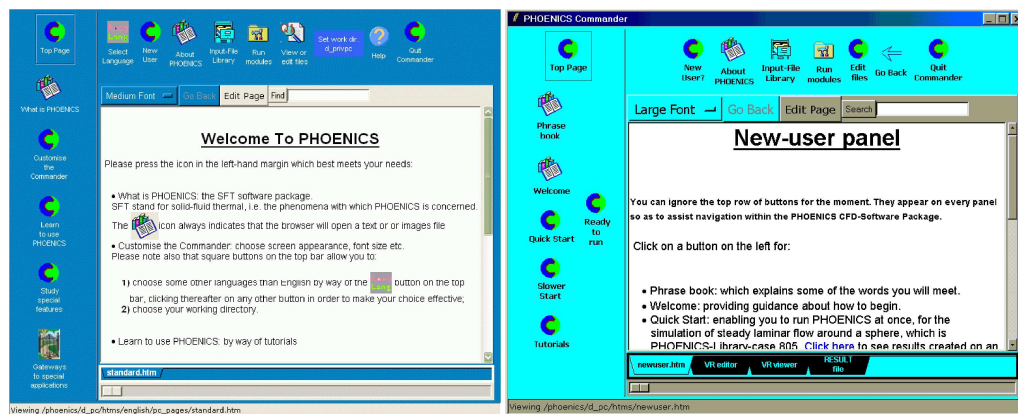 Top Page
Select
Language
New
User
About
PHOENICS
Input-File
Library
Run
modules
View or
edit files
Set work dir.
d_privpc
Help
Quit
Commander
What is PHOENICS
Customise
the
Commander
Learn
to use
PHOENICS
Study
special
features
Gateways
to special
applications
Medium Font
Go Back
Edit Page
Find
Welcome To PHOENICS
Please press the icon in the left-hand margin which best meets your needs:
• What is PHOENICS: the SFT software package.
SFT stand for solid-fluid thermal, i.e. the phenomena with which PHOENICS is concerned.
The icon always indicates that the browser will open a text or or images file
• Customise the Commander: choose screen appearance, font size etc.
Please note also that square buttons on the top bar allow you to:
1) choose some other languages than English by way of the Lang button on the top
bar, clicking thereafter on any other button in order to make your choice effective;
2) choose your working directory.
• Learn to use PHOENICS: by way of tutorials
standard.htm
Viewing /phoenics/d_pc/htms/english/pc_pages/standard.htm
PHOENICS Commander
Top Page
New
User?
About
PHOENICS
Input-File
Library
Run
modules
Edit
files
Go Back
Quit
Commander
Phrase
book
Welcome
Quick Start
Ready
to
run
Slower
Start
Tutorials
Large Font
Go Back
Edit Page
Search
New-user panel
You can ignore the top row of buttons for the moment. They appear on every panel
so as to assist navigation within the PHOENICS CFD-Software Package.
Click on a button on the left for:
• Phrase book: which explains some of the words you will meet.
• Welcome: providing guidance about how to begin.
• Quick Start: enabling you to run PHOENICS at once, for the
simulation of steady laminar flow around a sphere, which is
PHOENICS-Library-case 805. Click here to see results created on an
newuser.htm
VR editor
VR viewer
RESULT
file
Viewing /phoenics/d_pc/htms/newuser.htm